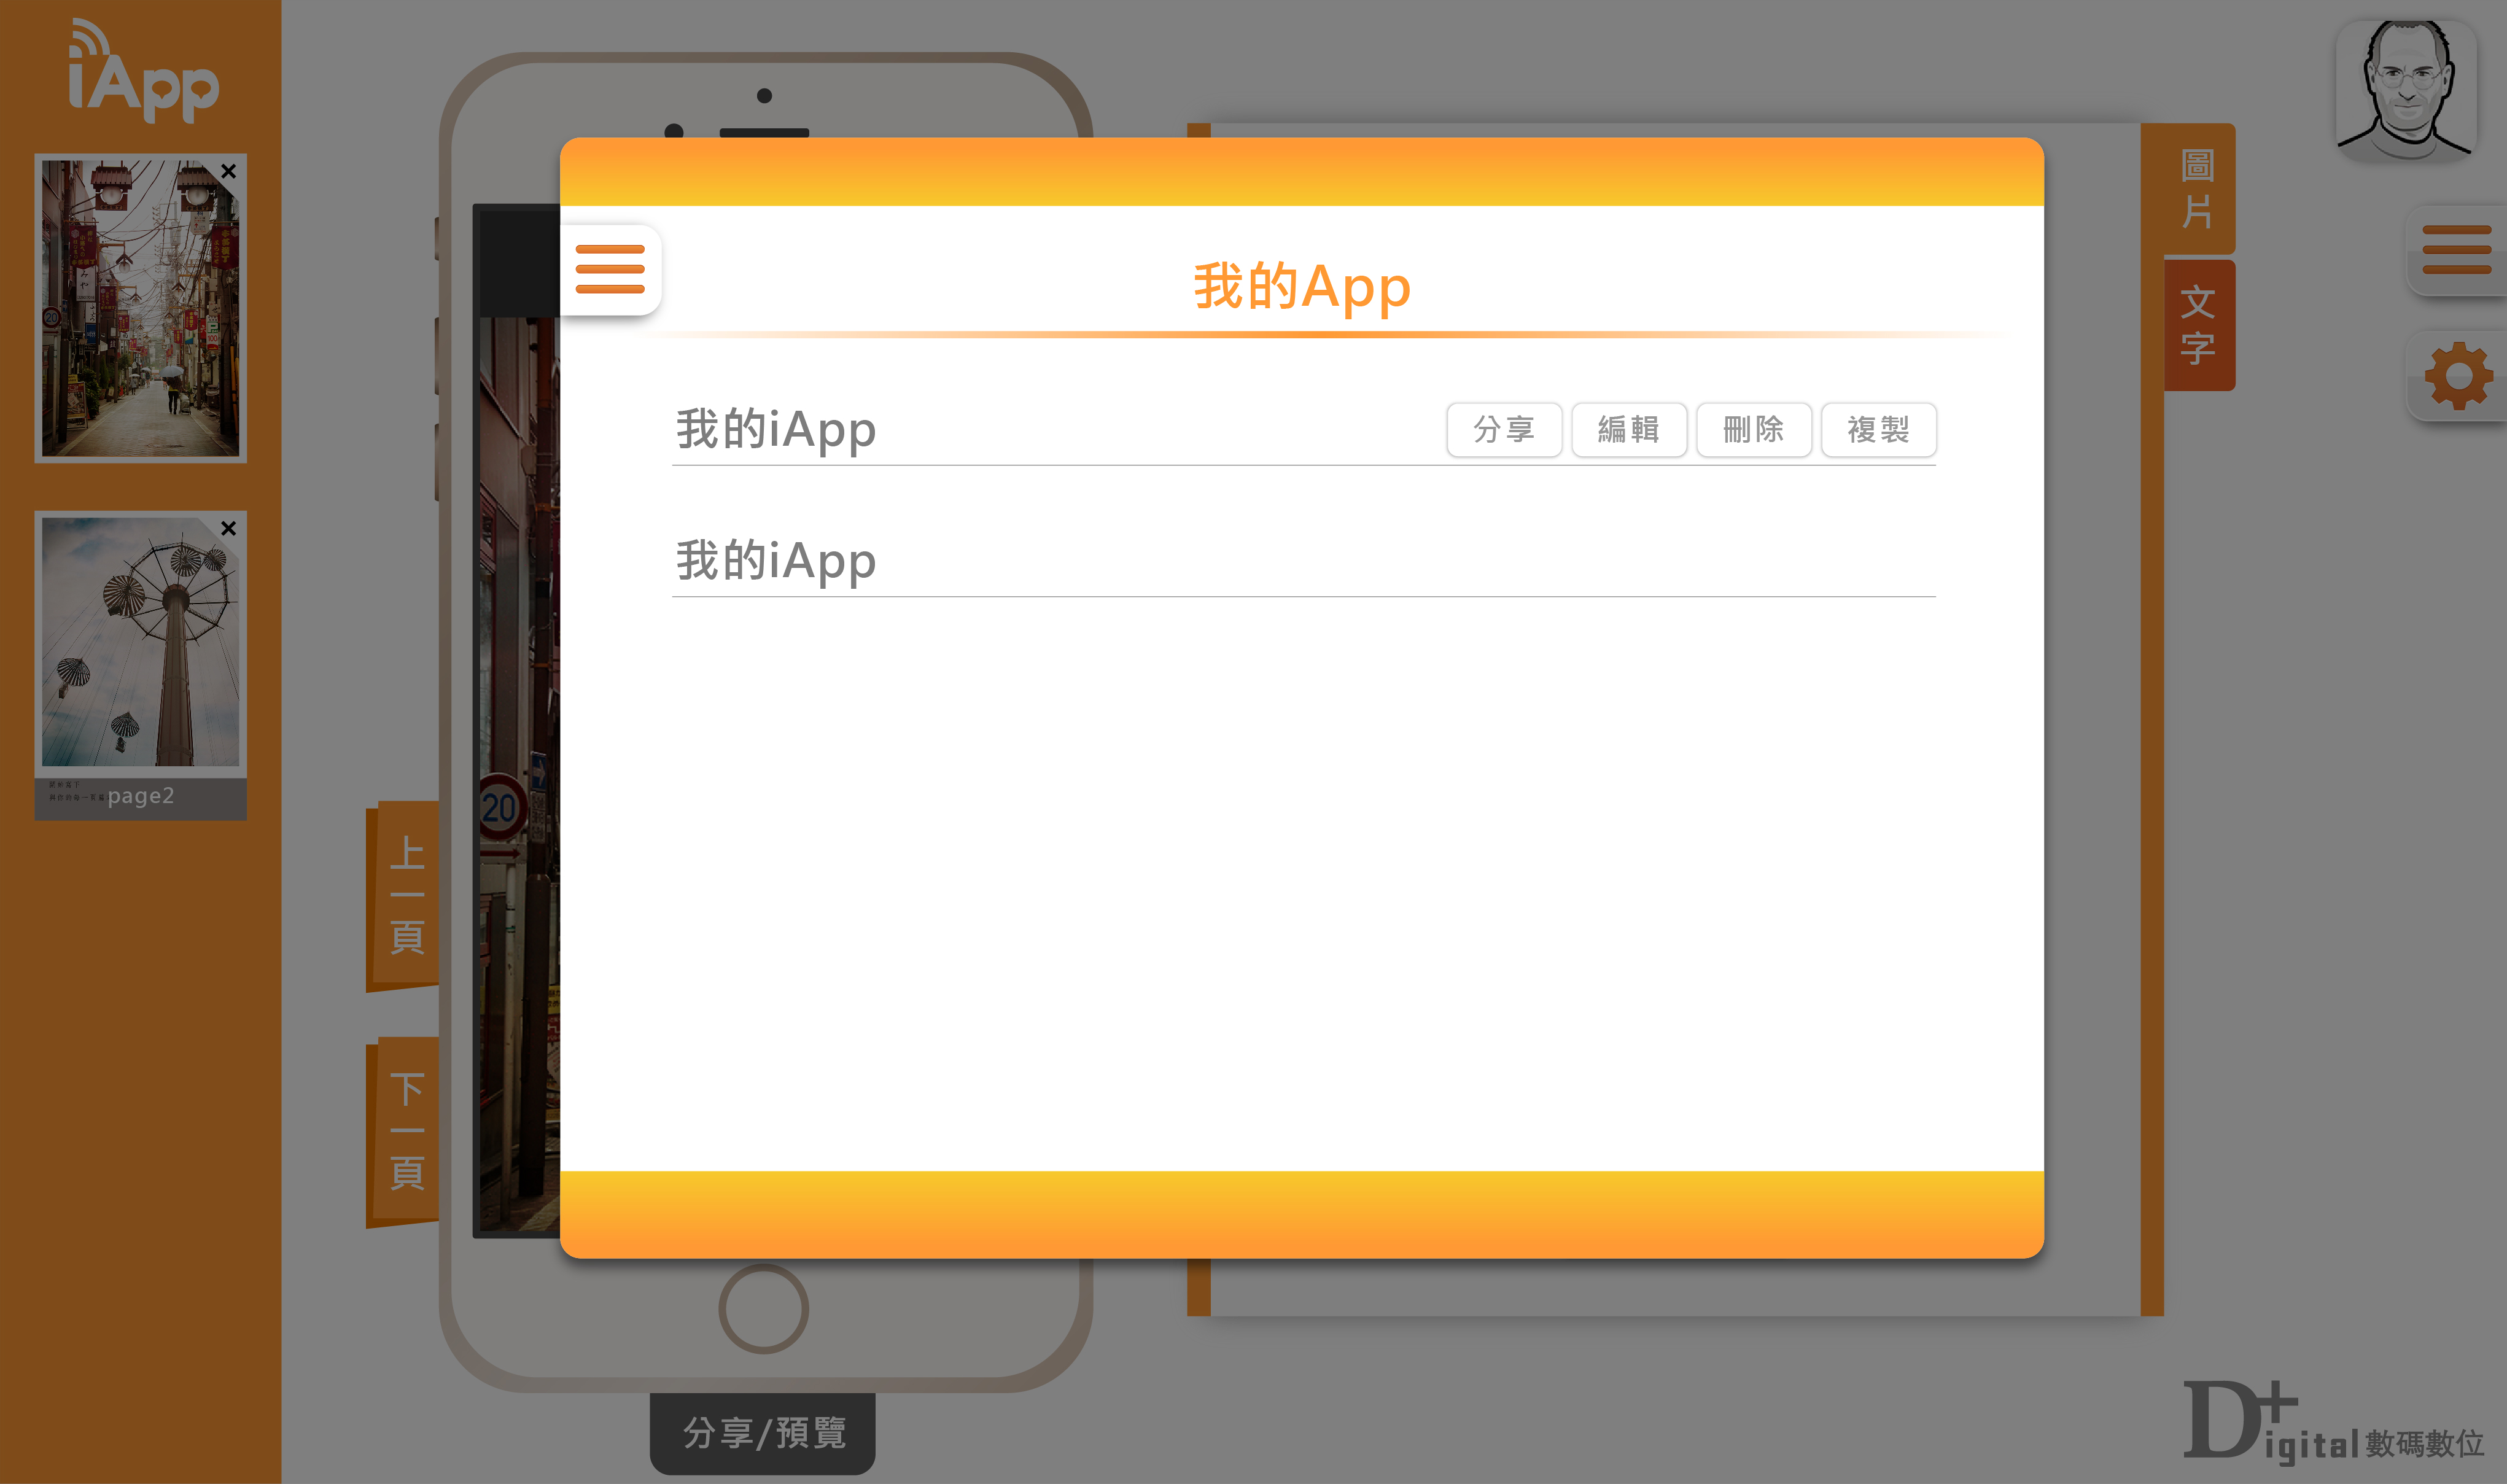 iApp
page2
上一頁
下一頁
20
分享/預覽
我的App
我的iApp
分享 編輯 刪除 複製
我的iApp
圖片
文字
D+igital 數碼數位